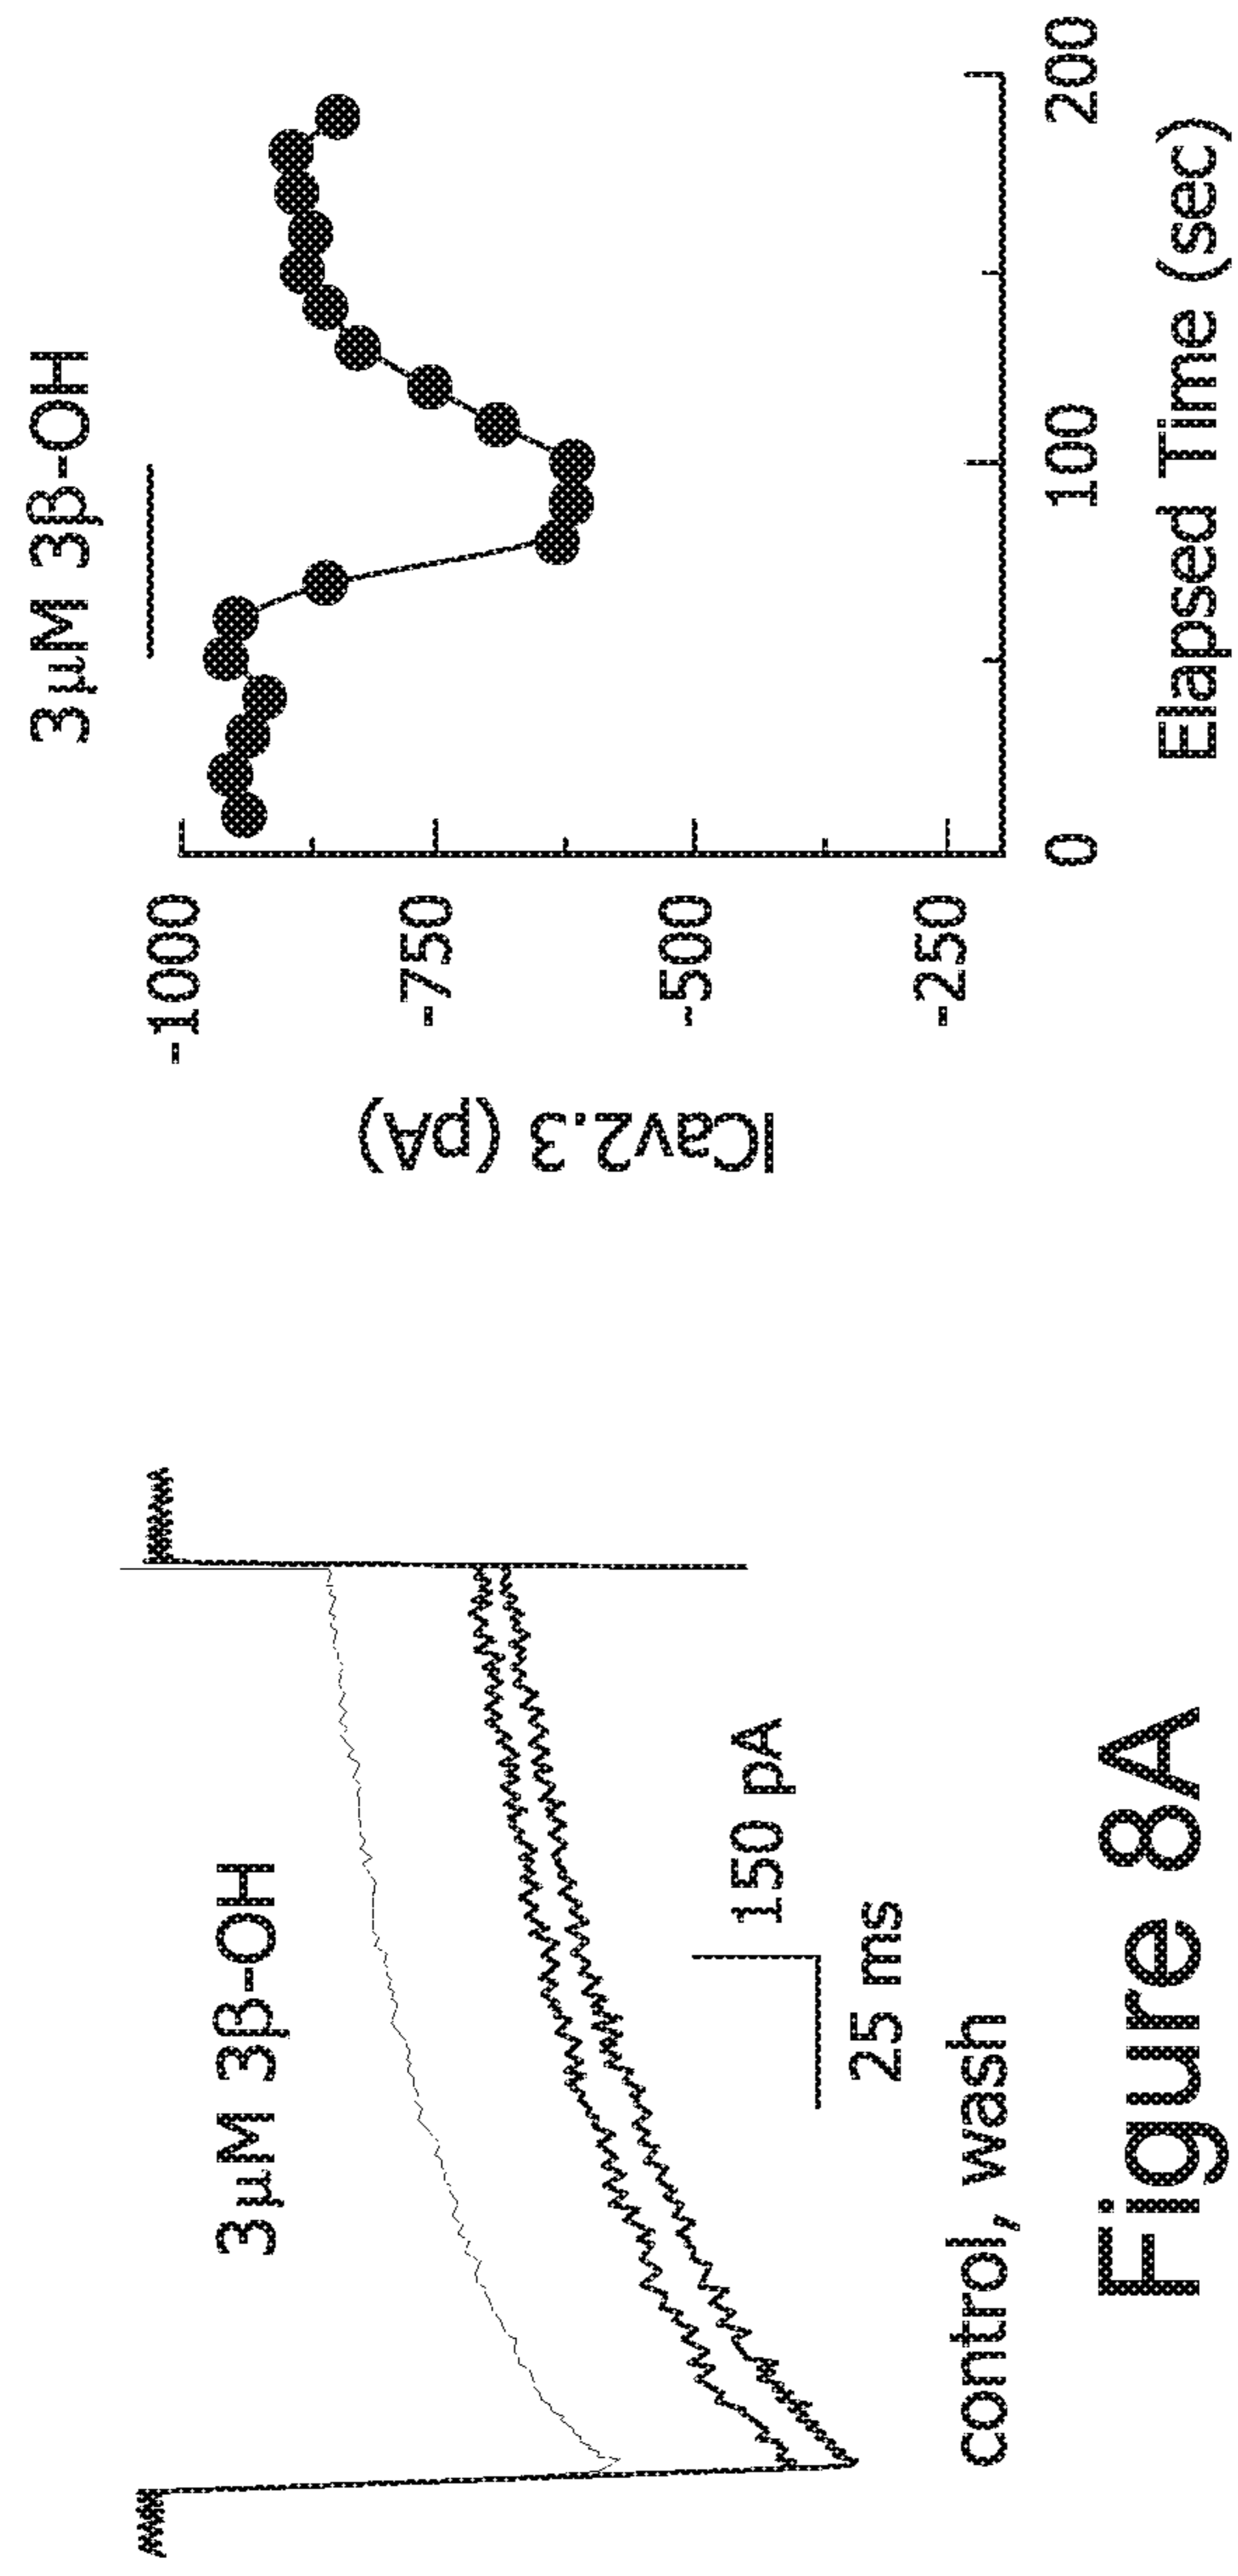 3µM 3β-OH
150 pA
25 ms
control, wash
3µM 3β-OH
ICav2.3 (pA)
-1000
-750
-500
-250
0
100
200
Elapsed Time (sec)
Figure 8A